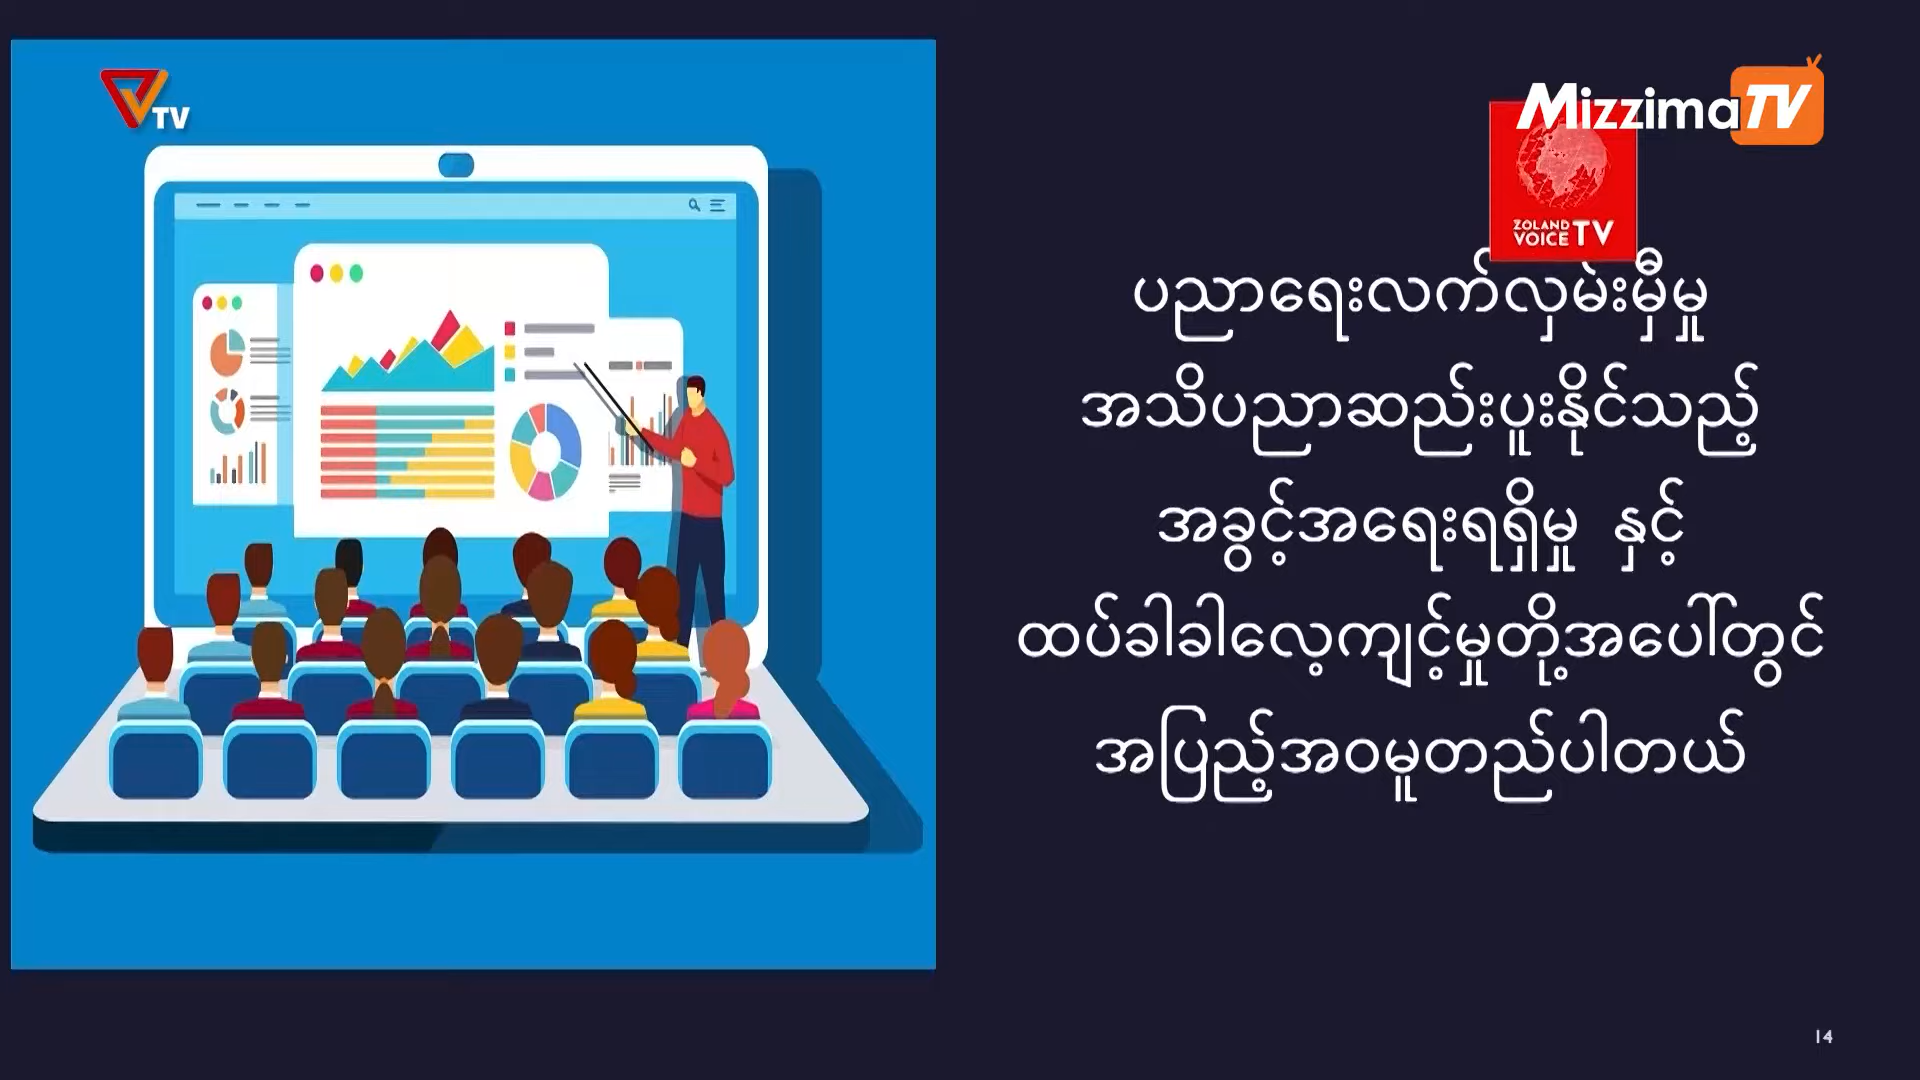 TV
MizzimaTV
ZOLAND
VOICE TV
ပညာရေးလက်လှမ်းမှီမှု
အသိပညာဆည်းပူးနိုင်သည့်
အခွင့်အရေးရရှိမှု နှင့်
ထပ်ခါခါလေ့ကျင့်မှုတို့အပေါ်တွင်
အပြည့်အဝမူတည်ပါတယ်
14